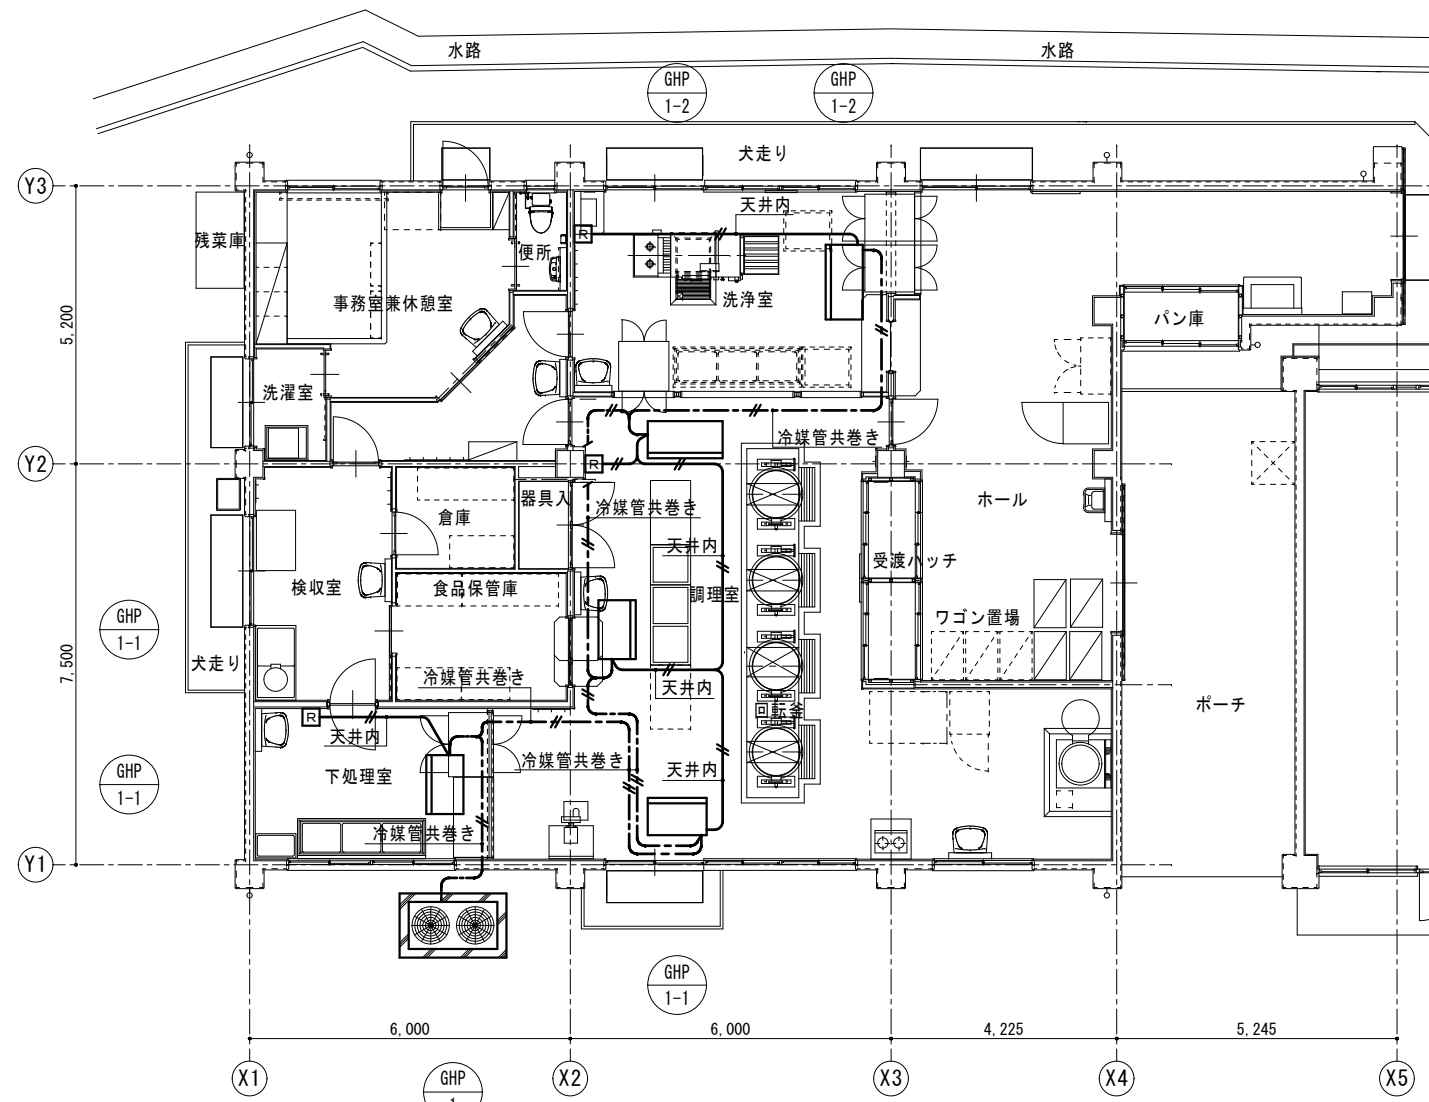 水路
水路
GHP
1-2
GHP
1-2
犬走り
Y3
天井内
残菜庫
R
便所
事務室兼休憩室
洗浄室
パン庫
5,200
洗濯室
冷媒管共巻き
Y2
R
器具入
冷媒管共巻き
ホール
倉庫
天井内
受渡ハッチ
検収室
食品保管庫
調理室
GHP
1-1
ワゴン置場
犬走り
7,500
冷媒管共巻き
天井内
ポーチ
回転釜
R
天井内
冷媒管共巻き
天井内
GHP
1-1
下処理室
冷媒管共巻き
Y1
GHP
1-1
6,000
6,000
4,225
5,245
X1
X2
X3
X4
X5
GHP
1